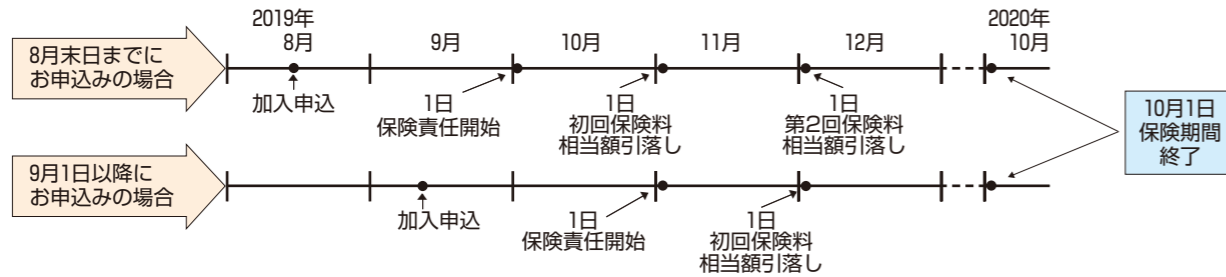 2019年
8月
9月
10月
11月
12月
2020年
10月
8月末日までに
お申込みの場合
加入申込
1日
保険責任開始
1日
初回保険料
相当額引落し
1日
第2回保険料
相当額引落し
10月1日
保険期間
終了
9月1日以降に
お申込みの場合
加入申込
1日
保険責任開始
1日
初回保険料
相当額引落し